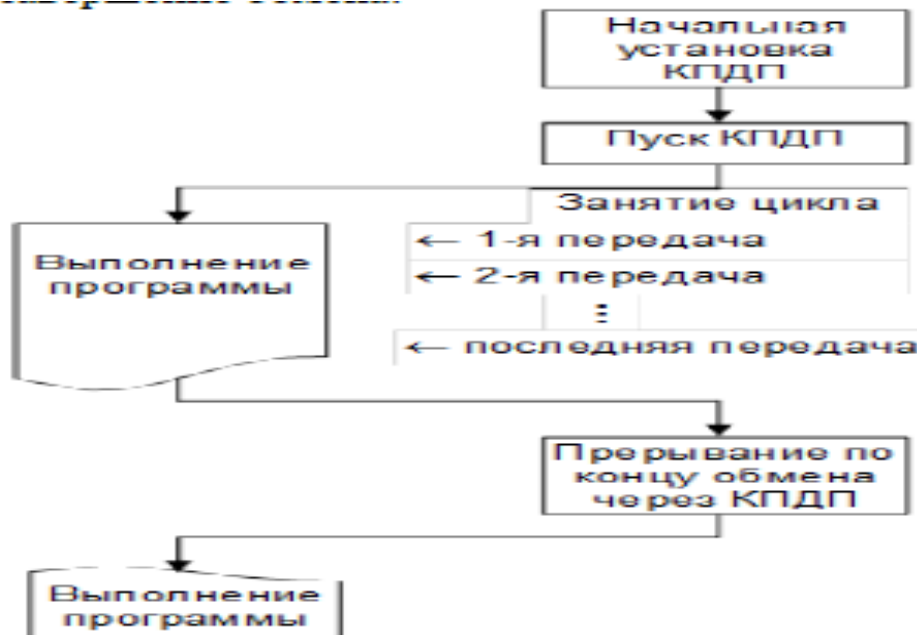 Начальная
установка
КПДП
Пуск КПДП
Занятие цикла
← 1-я передача
← 2-я передача
⋮
← последняя передача
Выполнение
программы
Прерывание по
концу обмена
через КПДП
Выполнение
программы